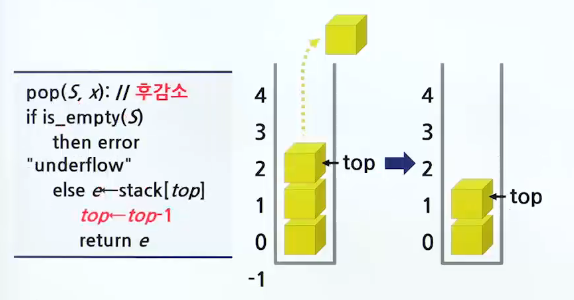 pop(S, x): // 후감소
if is_empty(S)
then error
"underflow"
else e←stack[top]
top←top-1
return e
4
3
2
1
0
-1
top
4
3
2
1
0
top